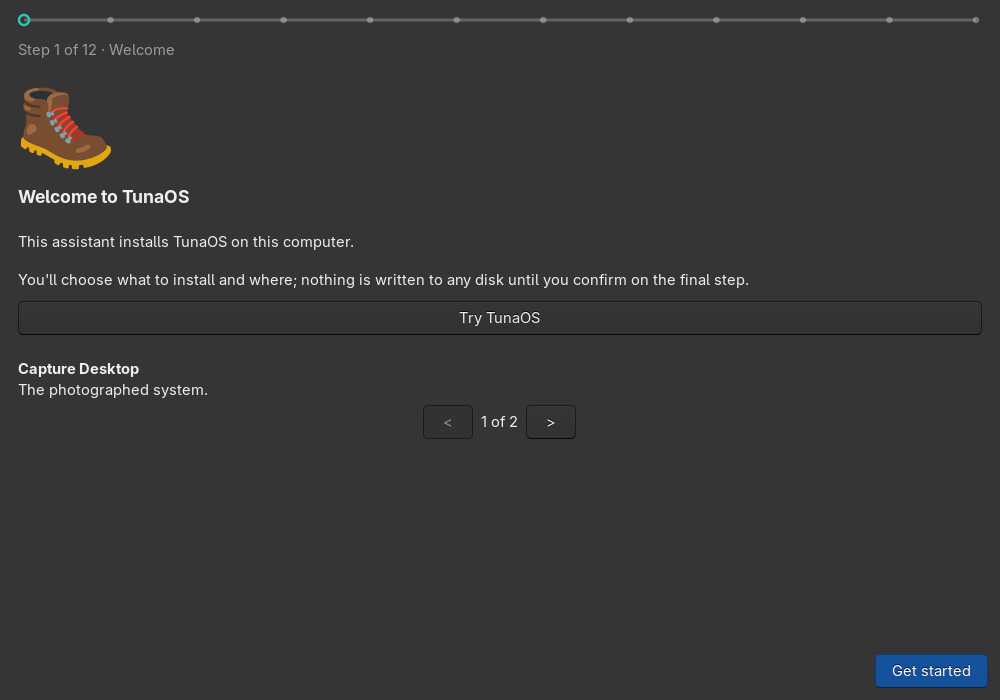 Step 1 of 12 · Welcome
Welcome to TunaOS
This assistant installs TunaOS on this computer.
You'll choose what to install and where; nothing is written to any disk until you confirm on the final step.
Try TunaOS
Capture Desktop
The photographed system.
< 1 of 2 >
Get started